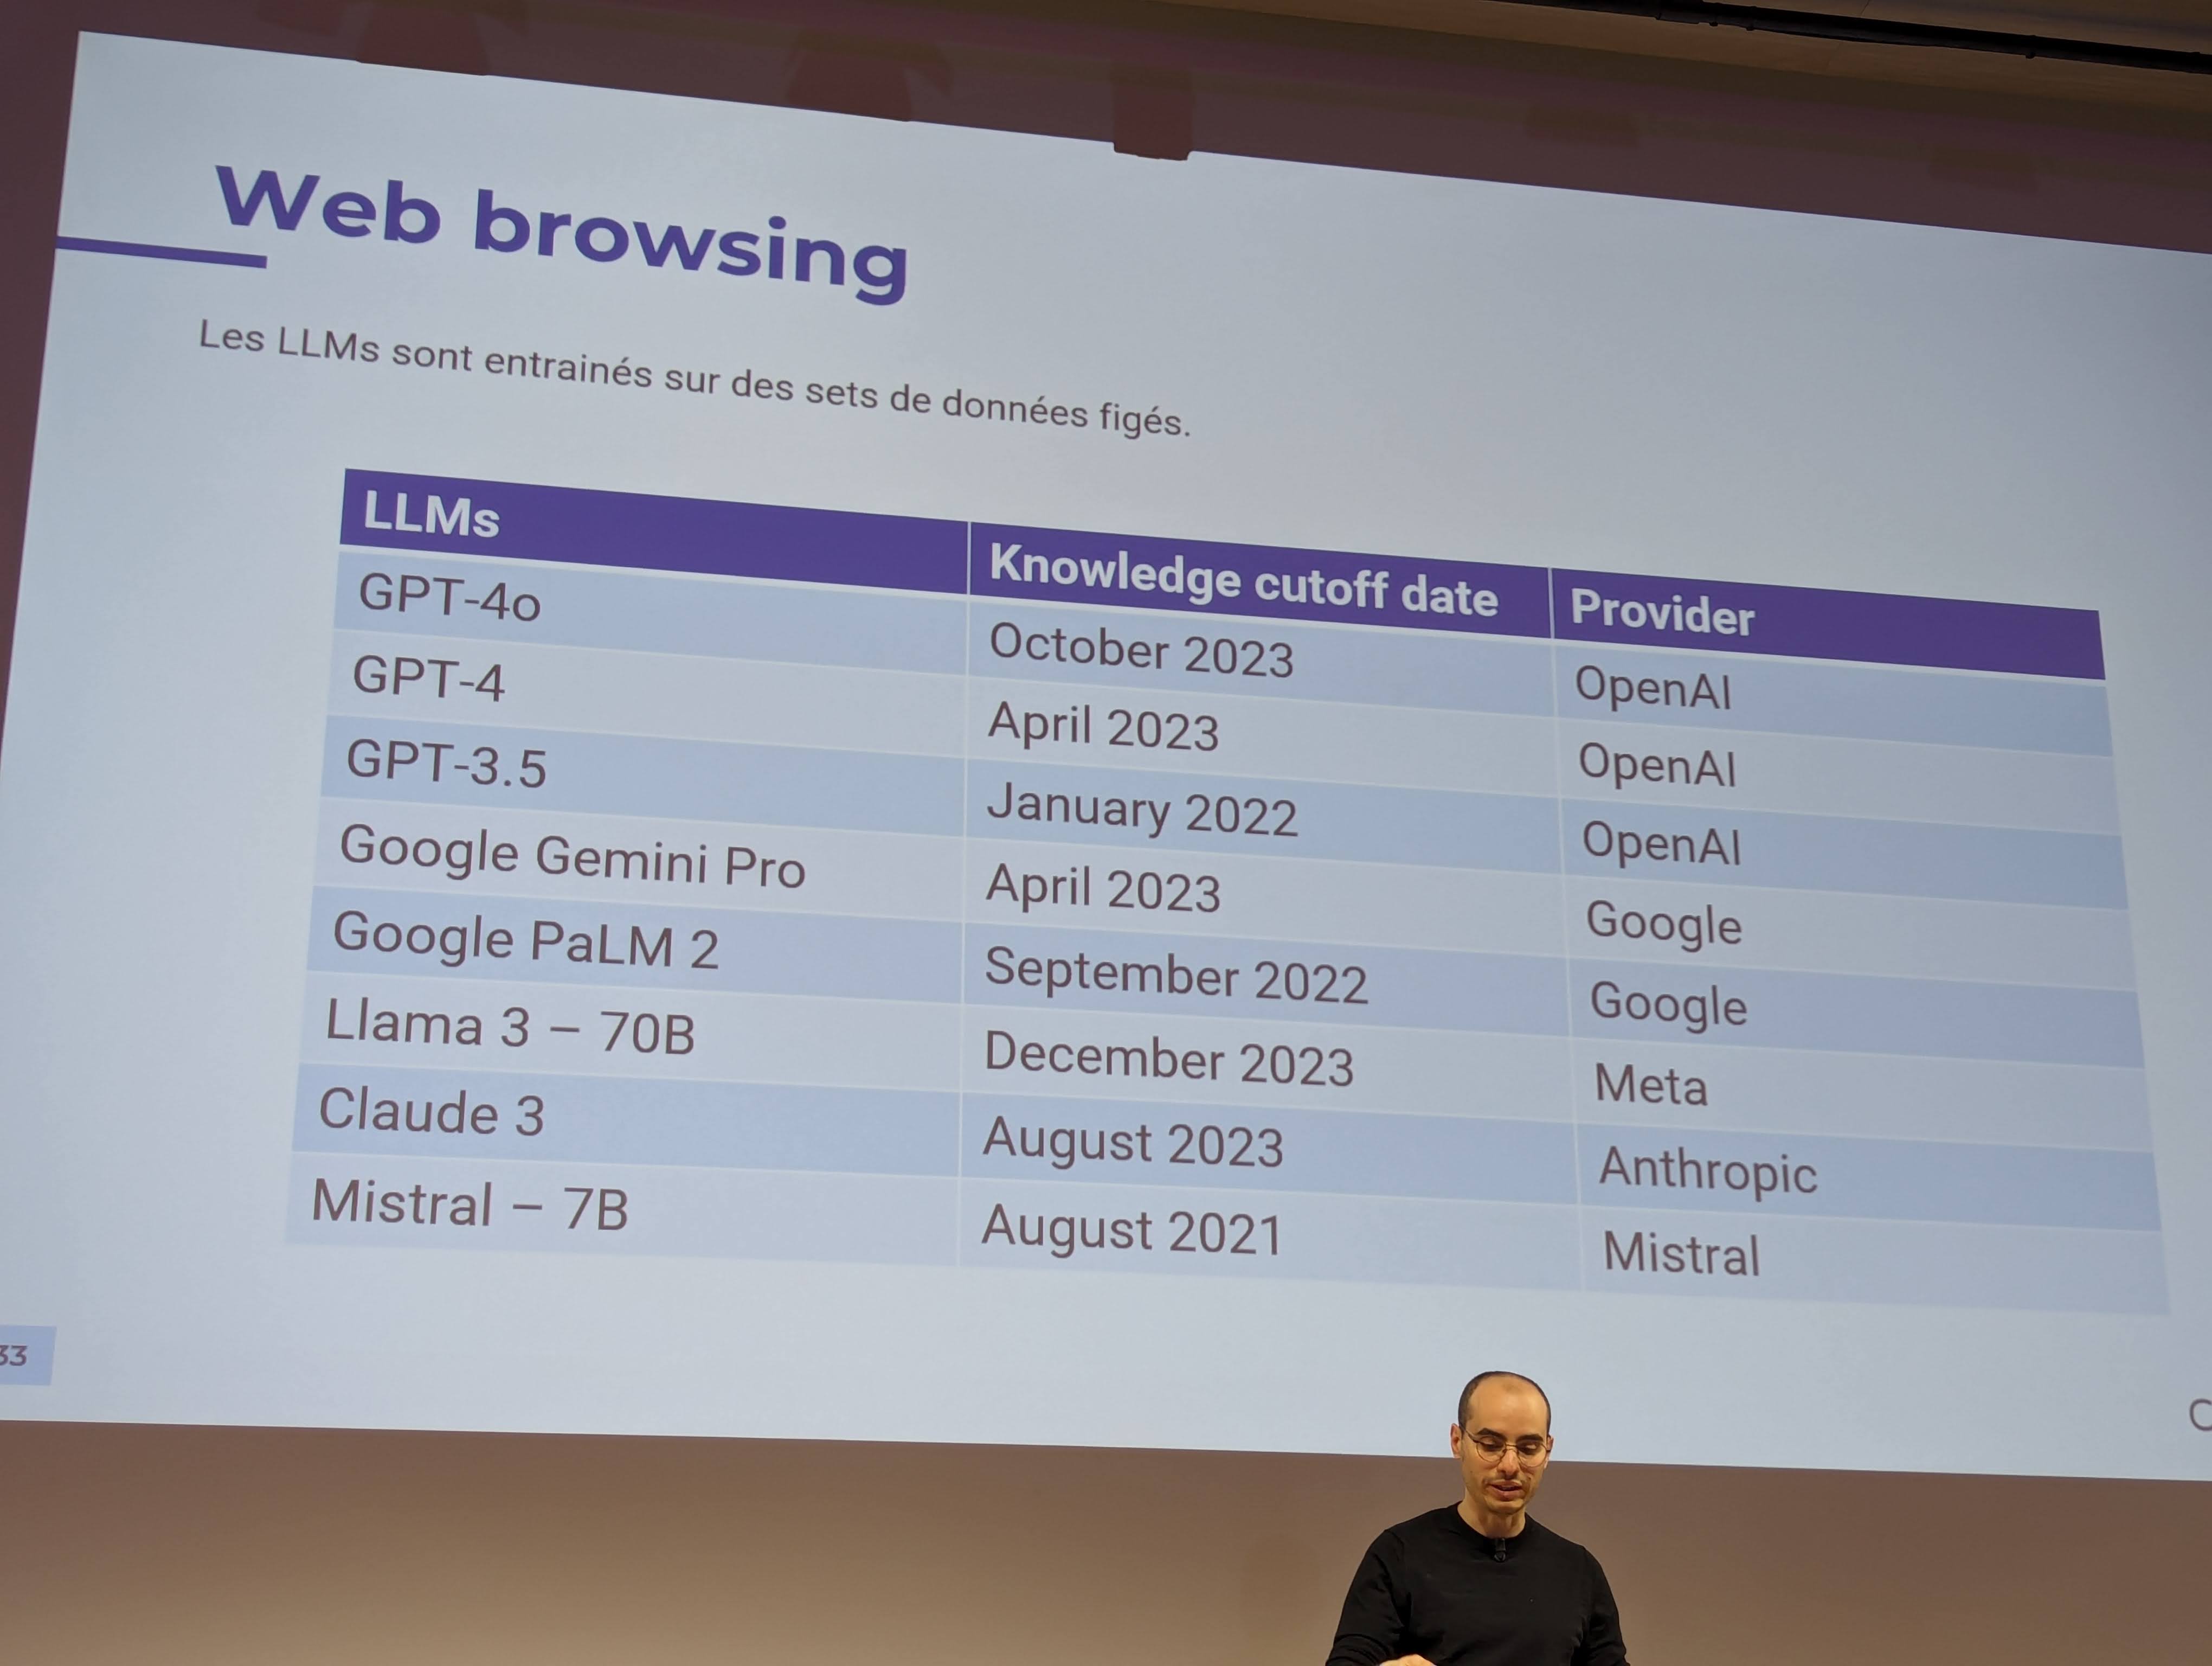 Web browsing
Les LLMs sont entrainés sur des sets de données figés.
LLMs Knowledge cutoff date Provider
GPT-4o October 2023 OpenAI
GPT-4 April 2023 OpenAI
GPT-3.5 January 2022 OpenAI
Google Gemini Pro April 2023 Google
Google PaLM 2 September 2022 Google
Llama 3 – 70B December 2023 Meta
Claude 3 August 2023 Anthropic
Mistral – 7B August 2021 Mistral
33